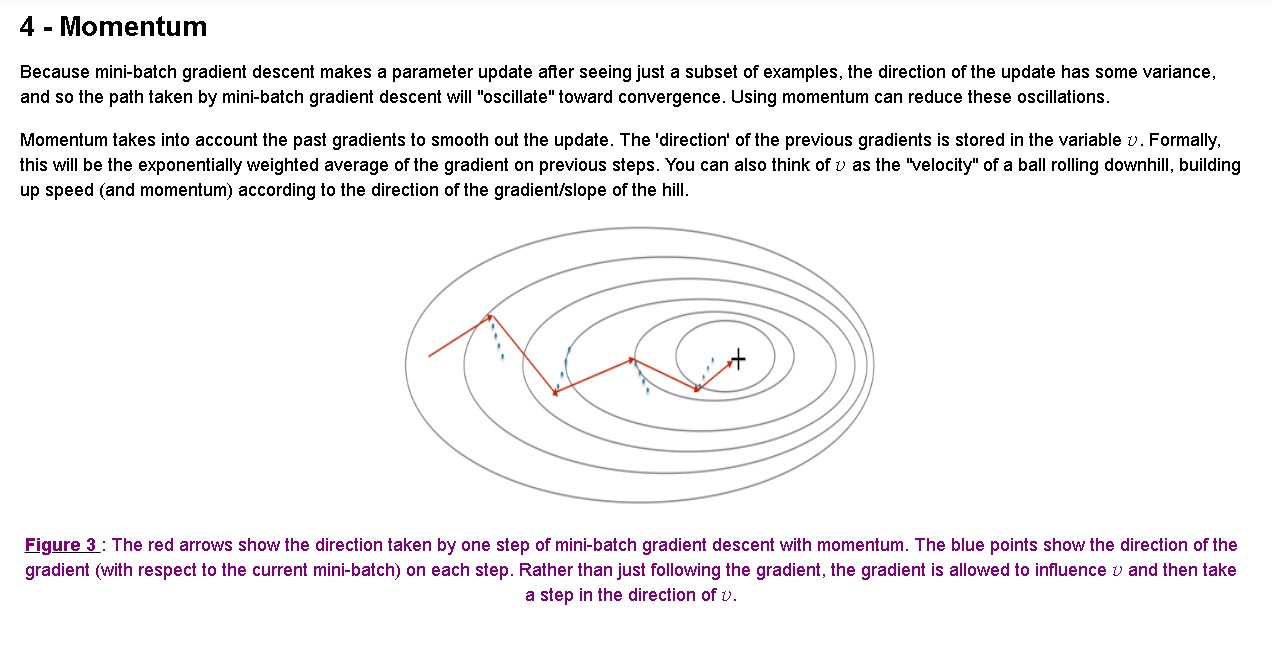 4 - Momentum
Because mini-batch gradient descent makes a parameter update after seeing just a subset of examples, the direction of the update has some variance,
and so the path taken by mini-batch gradient descent will "oscillate" toward convergence. Using momentum can reduce these oscillations.
Momentum takes into account the past gradients to smooth out the update. The 'direction' of the previous gradients is stored in the variable v. Formally,
this will be the exponentially weighted average of the gradient on previous steps. You can also think of v as the "velocity" of a ball rolling downhill, building
up speed (and momentum) according to the direction of the gradient/slope of the hill.
Figure 3 : The red arrows show the direction taken by one step of mini-batch gradient descent with momentum. The blue points show the direction of the
gradient (with respect to the current mini-batch) on each step. Rather than just following the gradient, the gradient is allowed to influence v and then take
a step in the direction of v.